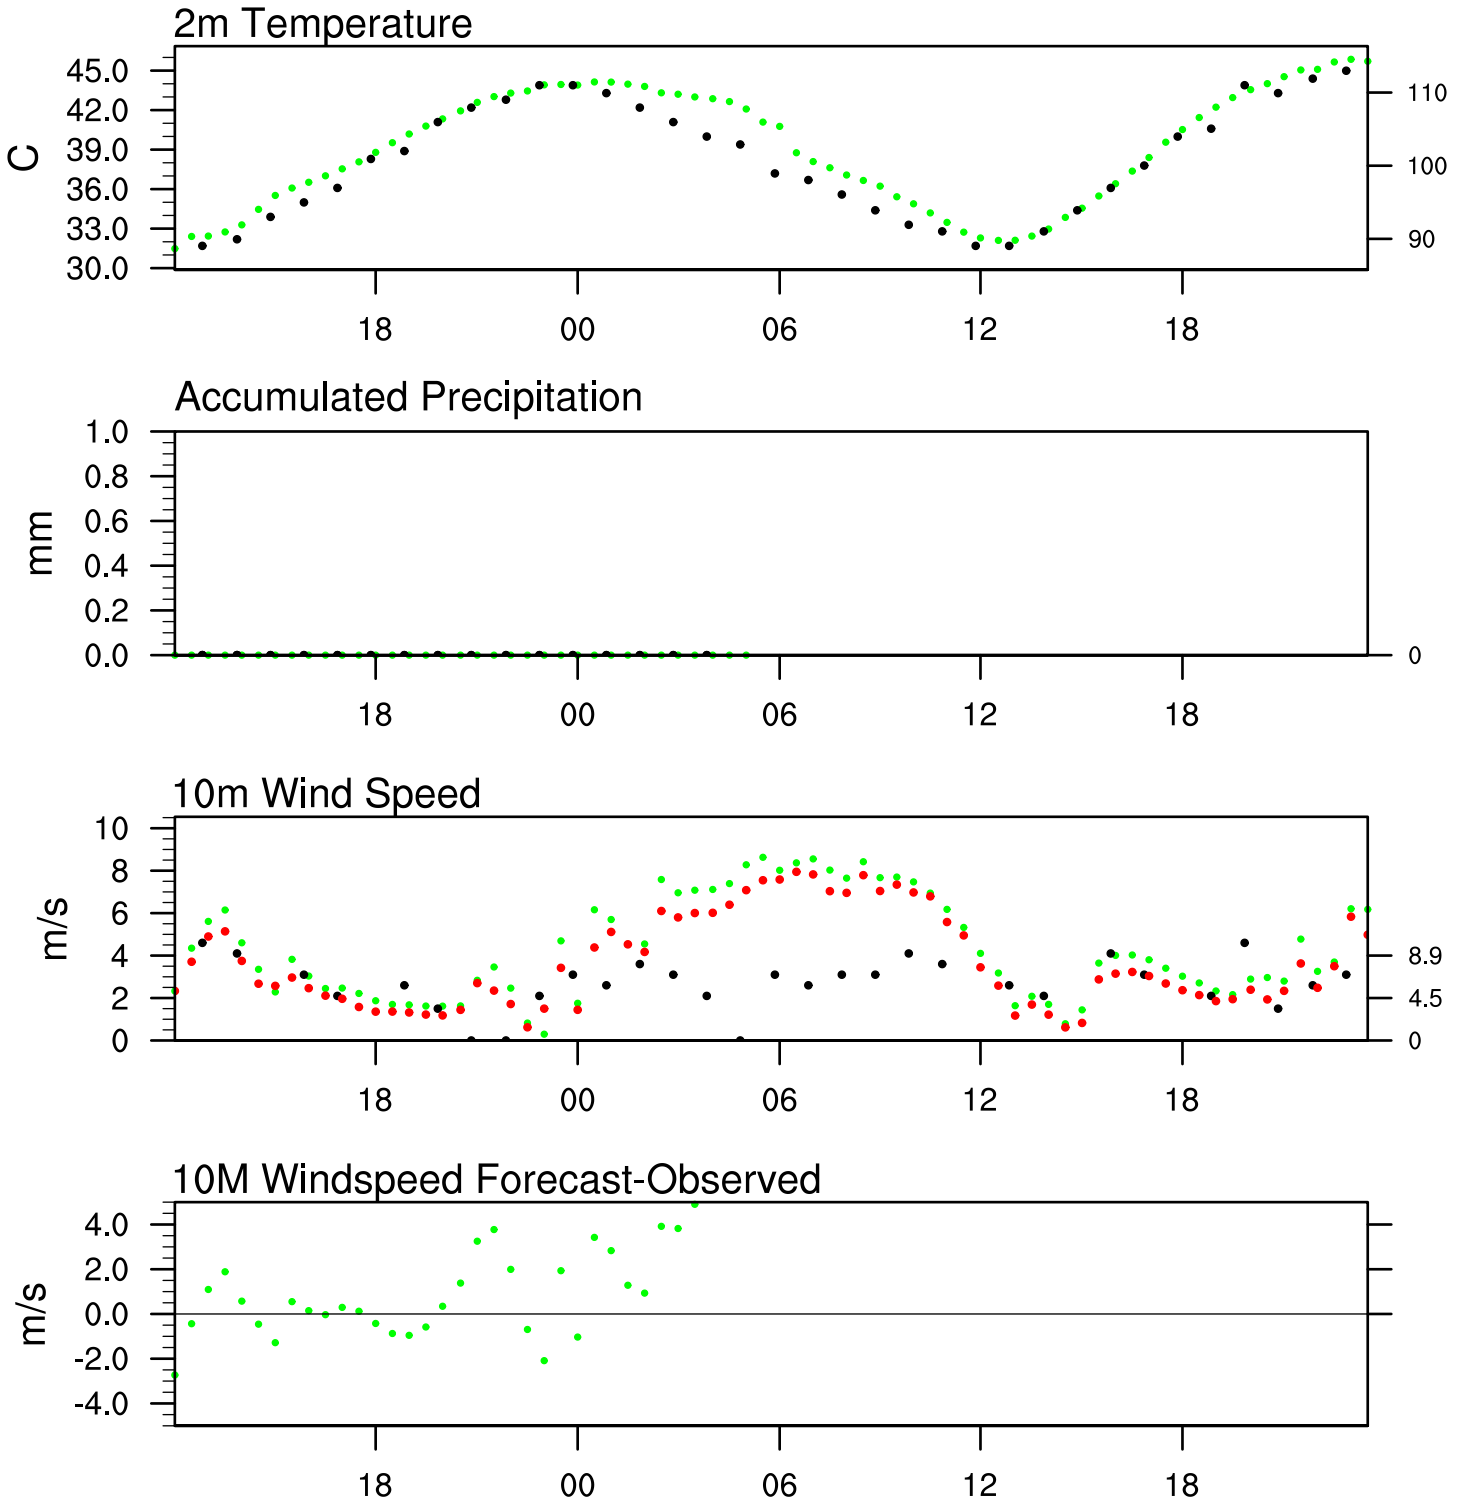 2m Temperature
C
45.0
42.0
39.0
36.0
33.0
30.0
110
100
90
18 00 06 12 18
Accumulated Precipitation
mm
1.0
0.8
0.6
0.4
0.2
0.0
0
18 00 06 12 18
10m Wind Speed
m/s
10
8
6
4
2
0
8.9
4.5
0
18 00 06 12 18
10M Windspeed Forecast-Observed
m/s
4.0
2.0
0.0
-2.0
-4.0
18 00 06 12 18